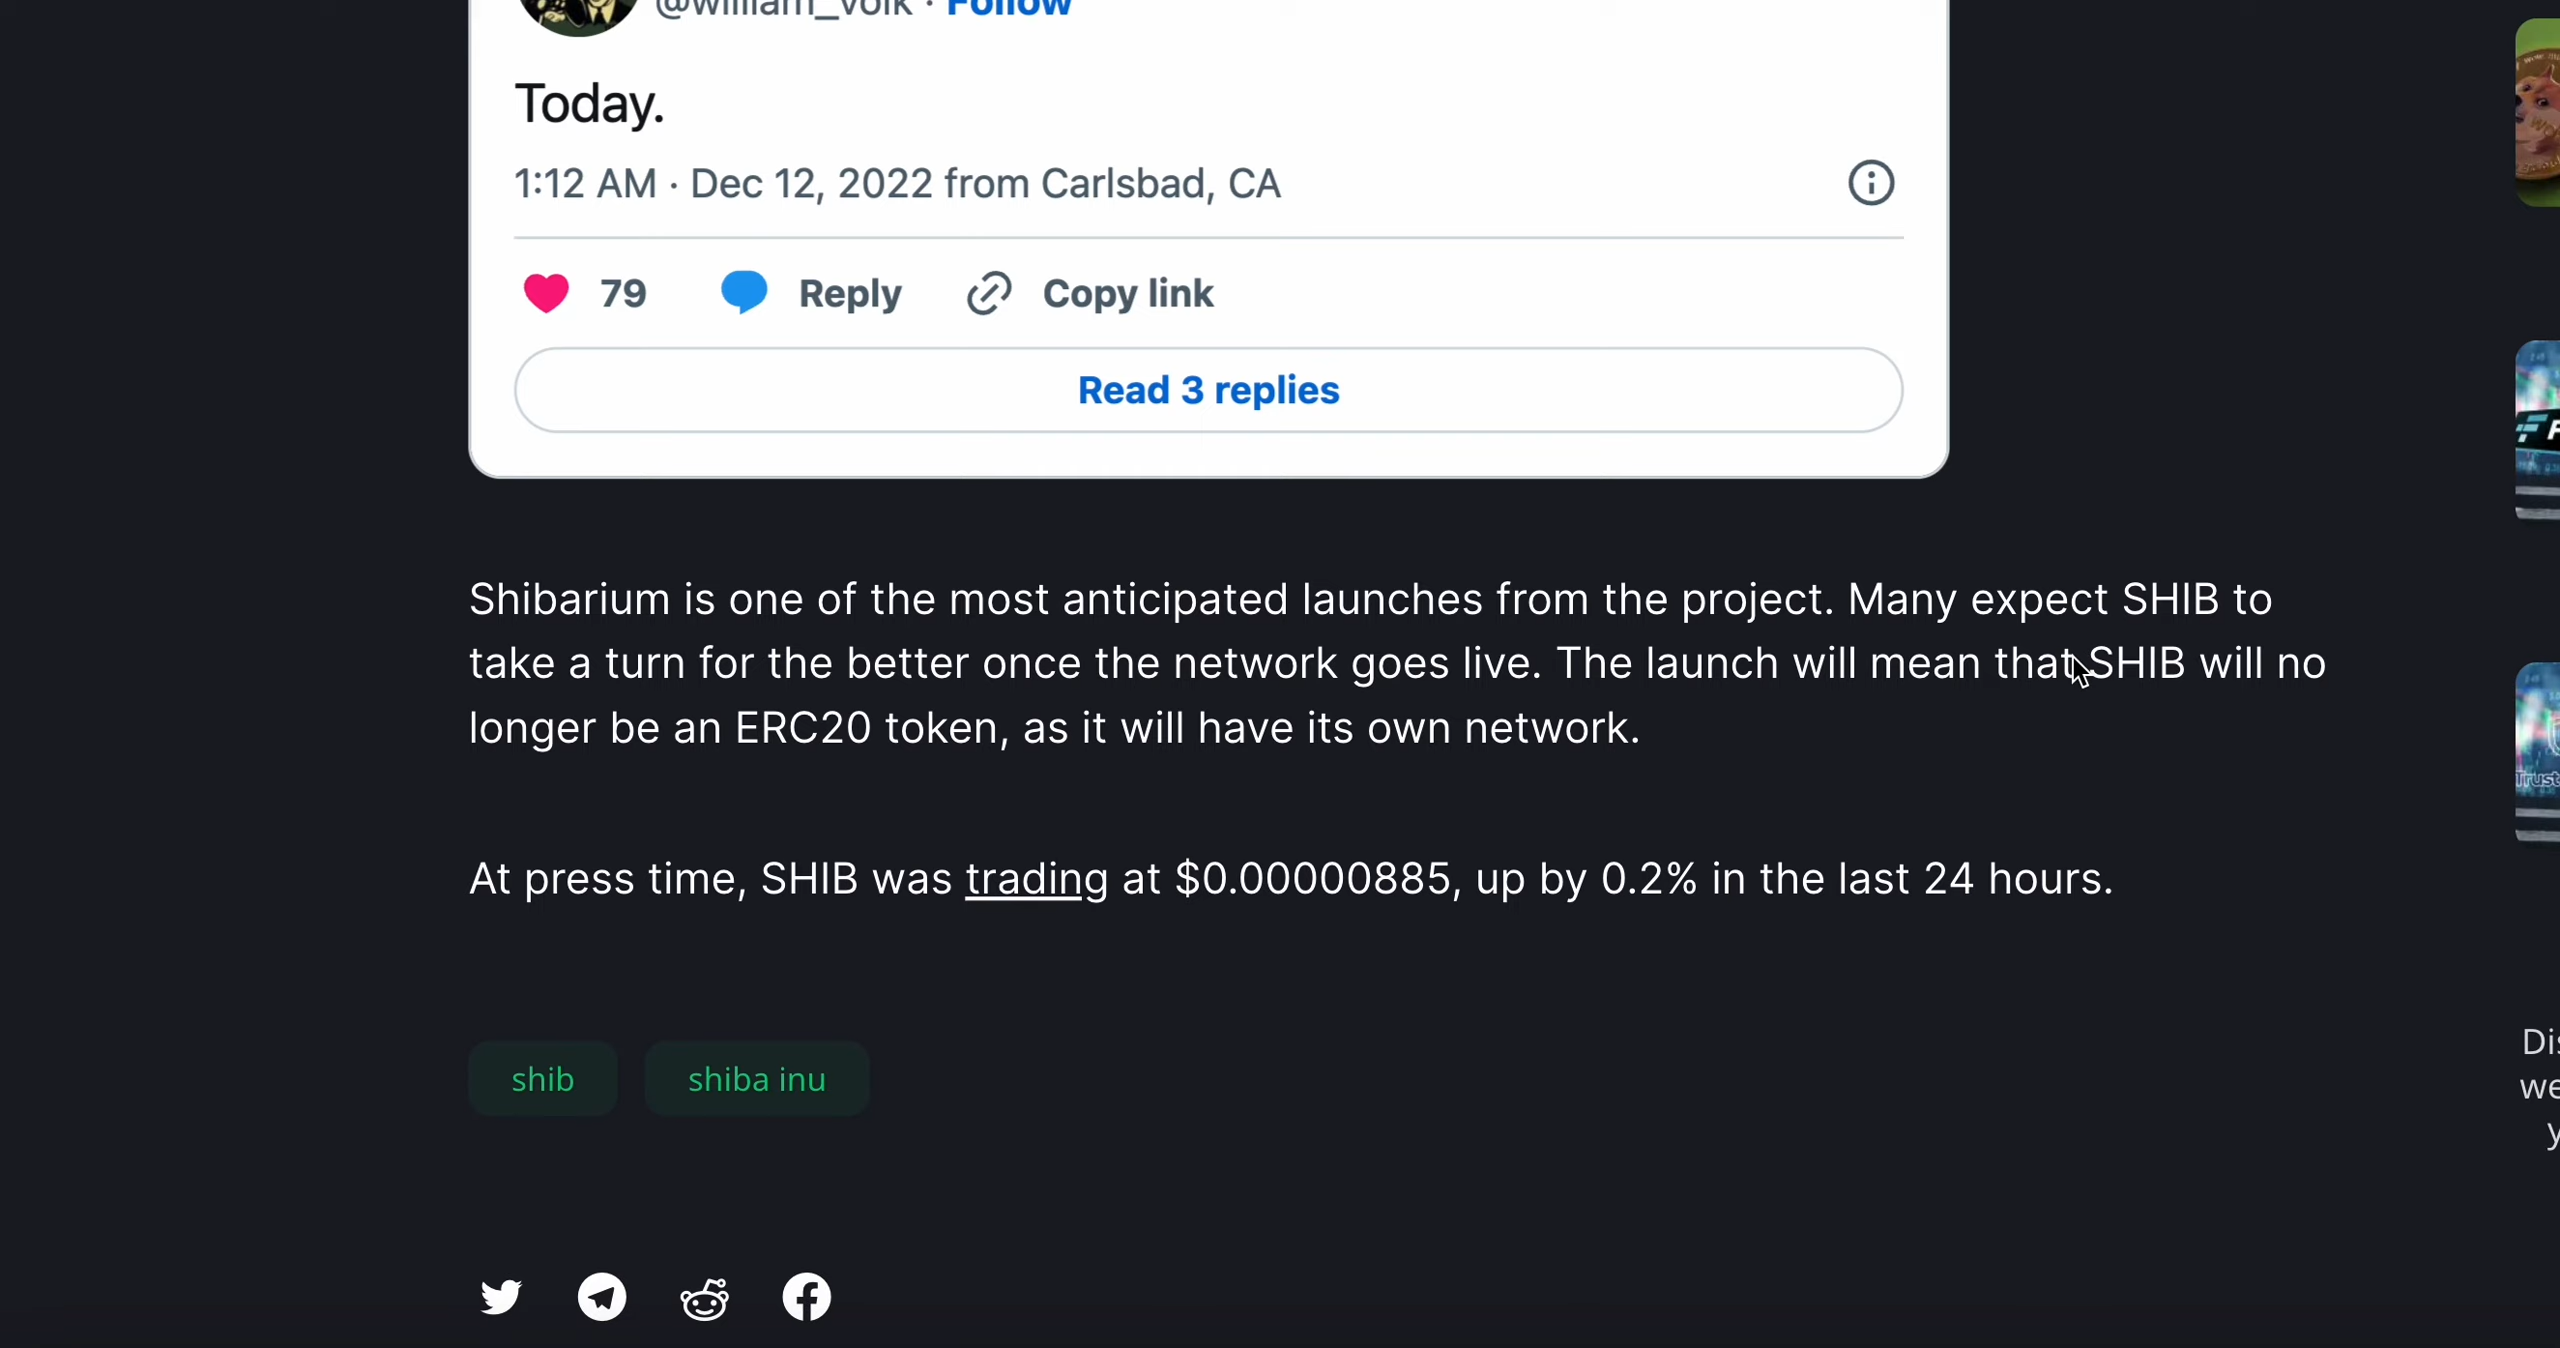 @william_volk · Follow
Today.
1:12 AM · Dec 12, 2022 from Carlsbad, CA
79 Reply Copy link
Read 3 replies
Shibarium is one of the most anticipated launches from the project. Many expect SHIB to
take a turn for the better once the network goes live. The launch will mean that SHIB will no
longer be an ERC20 token, as it will have its own network.
At press time, SHIB was trading at $0.00000885, up by 0.2% in the last 24 hours.
shib shiba inu